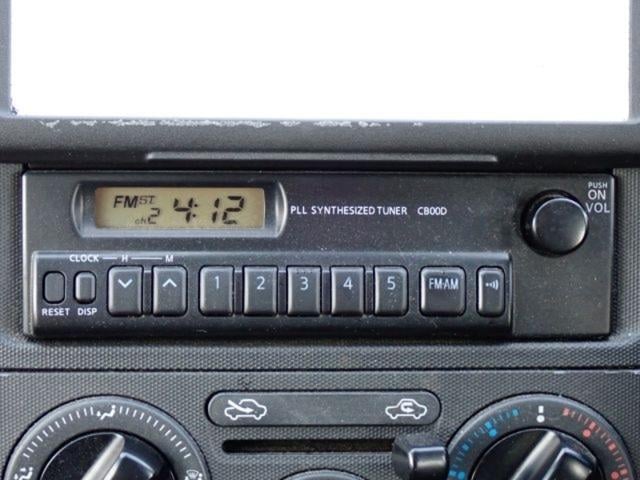 FM ST ch 2 4:12
PLL SYNTHESIZED TUNER CB00D
PUSH
ON
VOL
CLOCK H M
1 2 3 4 5 FM·AM
RESET DISP